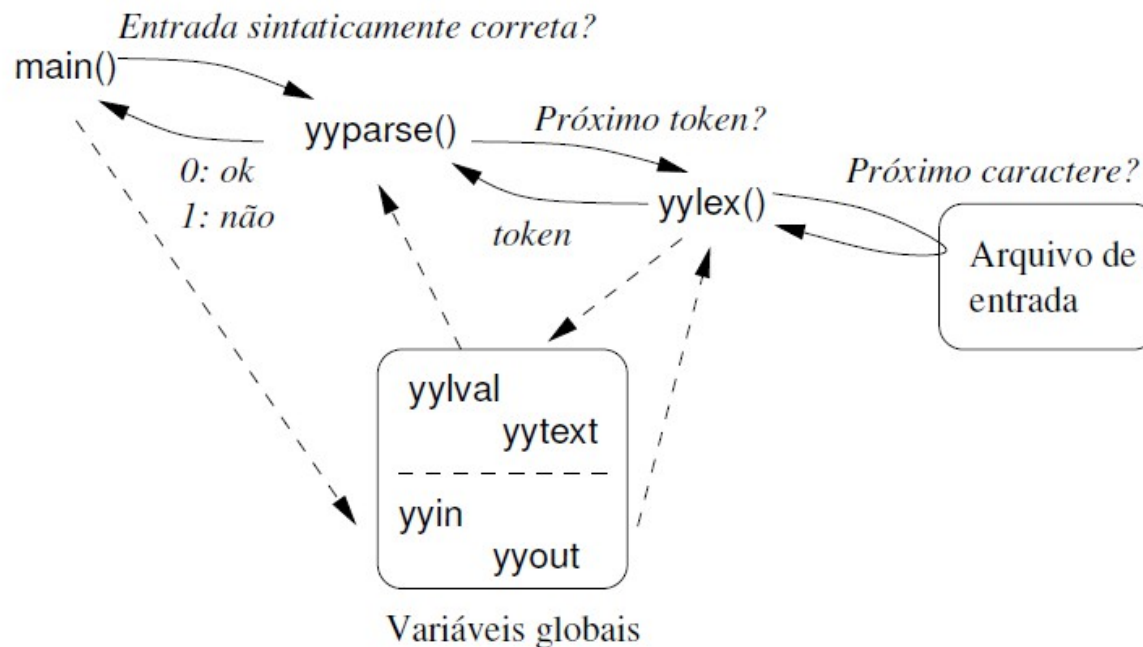 Entrada sintaticamente correta?
main()
yyparse()
Próximo token?
0: ok
1: não
Próximo caractere?
yylex()
token
Arquivo de
entrada
yylval
yytext
yyin
yyout
Variáveis globais